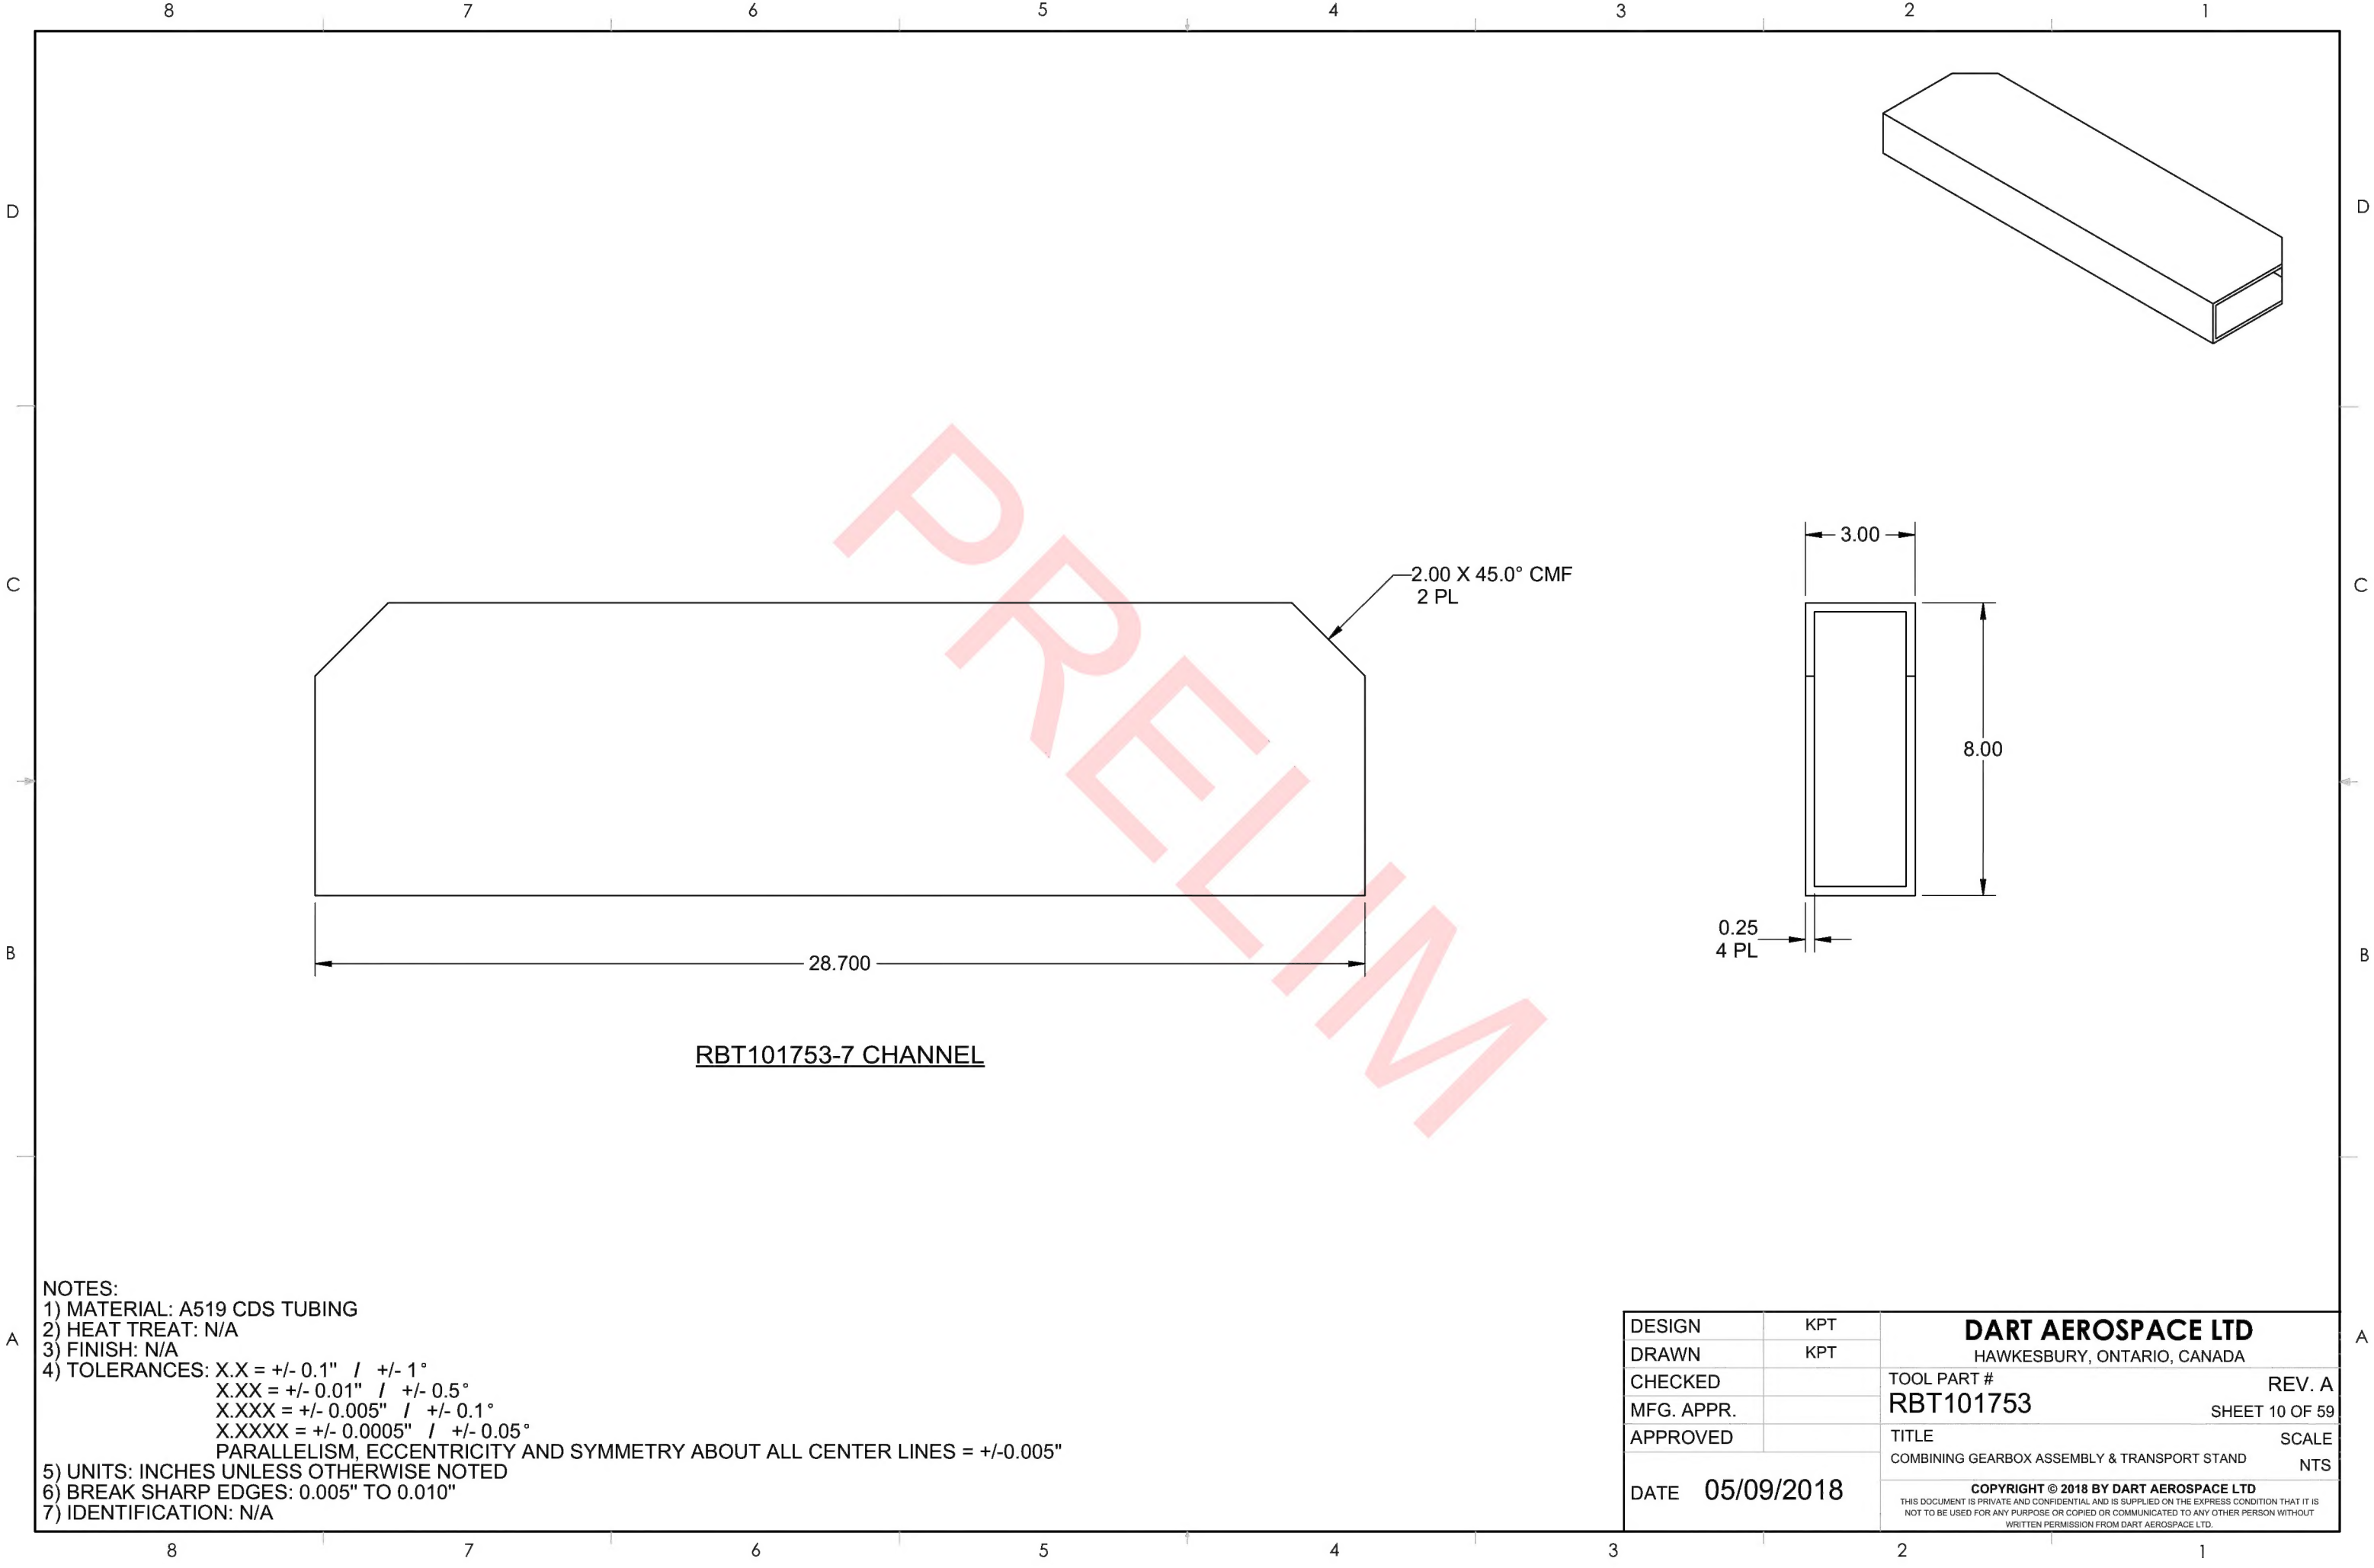 8 7 6 5 4 3 2 1
D D
C C
B B
A A
PRELIM
2.00 X 45.0° CMF
2 PL
3.00
8.00
0.25
4 PL
28.700
RBT101753-7 CHANNEL
NOTES:
1) MATERIAL: A519 CDS TUBING
2) HEAT TREAT: N/A
3) FINISH: N/A
4) TOLERANCES: X.X = +/- 0.1" / +/- 1°
X.XX = +/- 0.01" / +/- 0.5°
X.XXX = +/- 0.005" / +/- 0.1°
X.XXXX = +/- 0.0005" / +/- 0.05°
PARALLELISM, ECCENTRICITY AND SYMMETRY ABOUT ALL CENTER LINES = +/-0.005"
5) UNITS: INCHES UNLESS OTHERWISE NOTED
6) BREAK SHARP EDGES: 0.005" TO 0.010"
7) IDENTIFICATION: N/A
DESIGN KPT
DRAWN KPT
CHECKED
MFG. APPR.
APPROVED
DATE 05/09/2018
DART AEROSPACE LTD
HAWKESBURY, ONTARIO, CANADA
TOOL PART # REV. A
RBT101753 SHEET 10 OF 59
TITLE SCALE
COMBINING GEARBOX ASSEMBLY & TRANSPORT STAND NTS
COPYRIGHT © 2018 BY DART AEROSPACE LTD
THIS DOCUMENT IS PRIVATE AND CONFIDENTIAL AND IS SUPPLIED ON THE EXPRESS CONDITION THAT IT IS
NOT TO BE USED FOR ANY PURPOSE OR COPIED OR COMMUNICATED TO ANY OTHER PERSON WITHOUT
WRITTEN PERMISSION FROM DART AEROSPACE LTD.
8 7 6 5 4 3 2 1